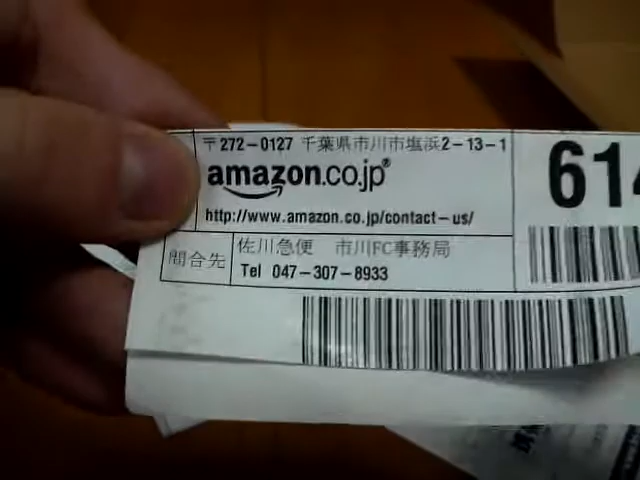 〒272-0127 千葉県市川市塩浜2-13-1
amazon.co.jp®
http://www.amazon.co.jp/contact-us/
問合先
佐川急便 市川FC事務局
Tel 047-307-8933
614